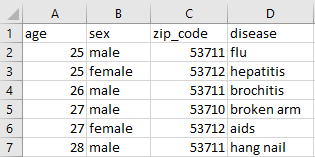 A B C D
1 age sex zip_code disease
2 25 male 53711 flu
3 25 female 53712 hepatitis
4 26 male 53711 brochitis
5 27 male 53710 broken arm
6 27 female 53712 aids
7 28 male 53711 hang nail